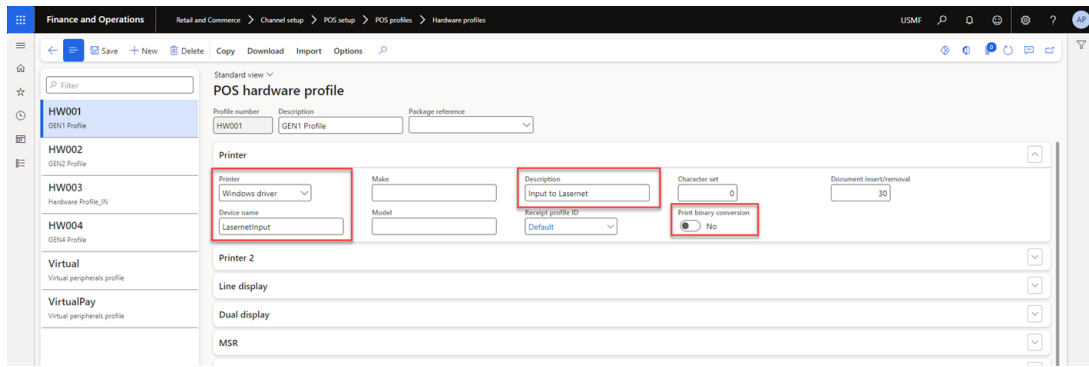 Finance and Operations
Retail and Commerce > Channel setup > POS setup > POS profiles > Hardware profiles
USMF
?
AP
Save
New
Delete
Copy
Download
Import
Options
0
Filter
HW001
GEN1 Profile
HW002
GEN2 Profile
HW003
Hardware Profile_IN
HW004
GEN4 Profile
Virtual
Virtual peripherals profile
VirtualPay
Virtual peripherals profile
Standard view
POS hardware profile
Profile number
Description
Package reference
HW001
GEN1 Profile
Printer
Printer
Make
Description
Character set
Document insert/removal
Windows driver
Input to Lasernet
0
30
Device name
Model
Receipt profile ID
Print binary conversion
LasernetInput
Default
No
Printer 2
Line display
Dual display
MSR